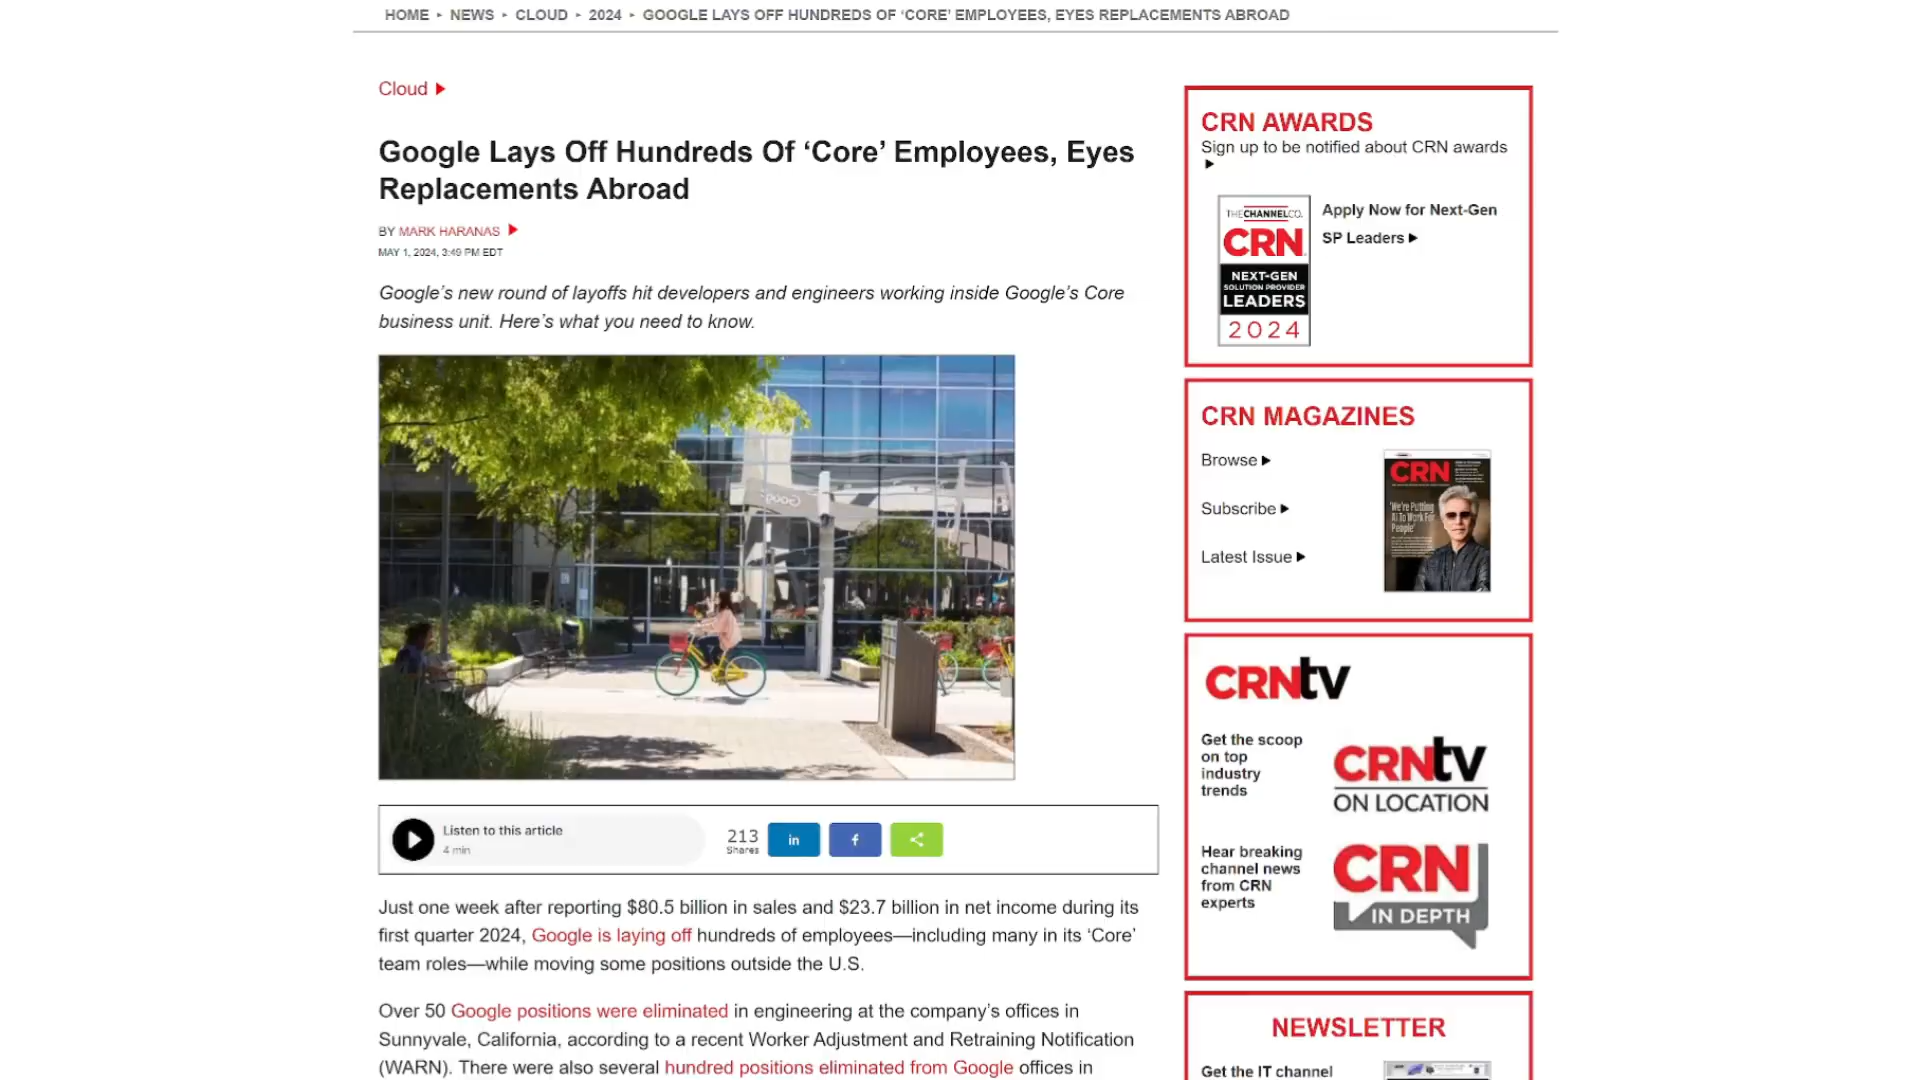 HOME ▸ NEWS ▸ CLOUD ▸ 2024 ▸ GOOGLE LAYS OFF HUNDREDS OF ‘CORE’ EMPLOYEES, EYES REPLACEMENTS ABROAD
Cloud
Google Lays Off Hundreds Of ‘Core’ Employees, Eyes
Replacements Abroad
BY MARK HARANAS
MAY 1, 2024, 3:49 PM EDT
Google’s new round of layoffs hit developers and engineers working inside Google’s Core
business unit. Here’s what you need to know.
Google
Listen to this article
4 min
213
Shares
in
f
Just one week after reporting $80.5 billion in sales and $23.7 billion in net income during its
first quarter 2024, Google is laying off hundreds of employees—including many in its ‘Core’
team roles—while moving some positions outside the U.S.
Over 50 Google positions were eliminated in engineering at the company’s offices in
Sunnyvale, California, according to a recent Worker Adjustment and Retraining Notification
(WARN). There were also several hundred positions eliminated from Google offices in
CRN AWARDS
Sign up to be notified about CRN awards
THE CHANNEL CO.
CRN
NEXT-GEN
SOLUTION PROVIDER
LEADERS
2024
Apply Now for Next-Gen
SP Leaders
CRN MAGAZINES
Browse
Subscribe
Latest Issue
CRN
‘We’re Putting
AI To Work For
People’
CRNtv
Get the scoop
on top
industry
trends
CRNtv
ON LOCATION
Hear breaking
channel news
from CRN
experts
CRN
IN DEPTH
NEWSLETTER
Get the IT channel